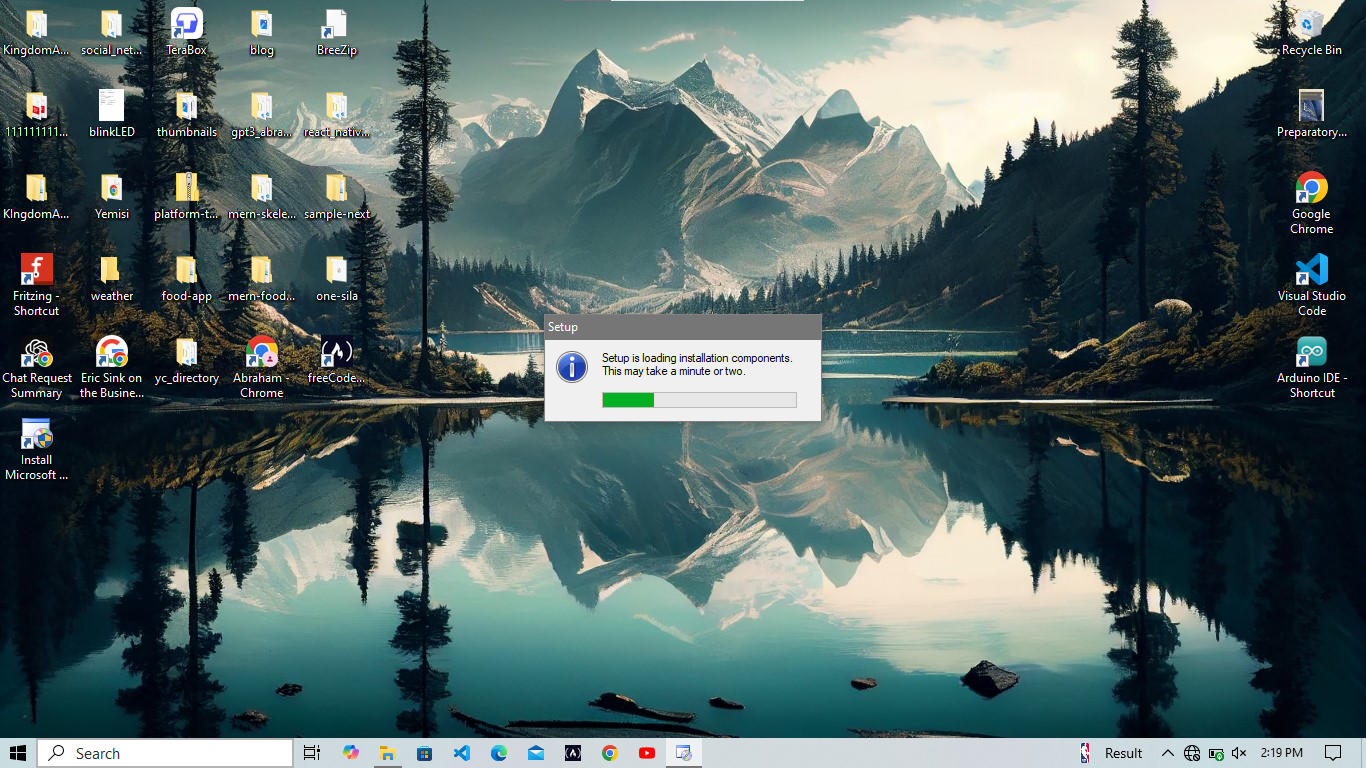 KingdomA...
social_net...
TeraBox
blog
BreeZip
Recycle Bin
111111111...
blinkLED
thumbnails
gpt3_abra...
react_nativ...
Preparatory...
KIngdomA...
Yemisi
platform-t...
mern-skele...
sample-next
Google
Chrome
Fritzing -
Shortcut
weather
food-app
mern-food...
one-sila
Visual Studio
Code
Setup
Setup is loading installation components.
This may take a minute or two.
Chat Request
Summary
Eric Sink on
the Busine...
yc_directory
Abraham -
Chrome
freeCode...
Arduino IDE -
Shortcut
Install
Microsoft ...
Search
Result
2:19 PM